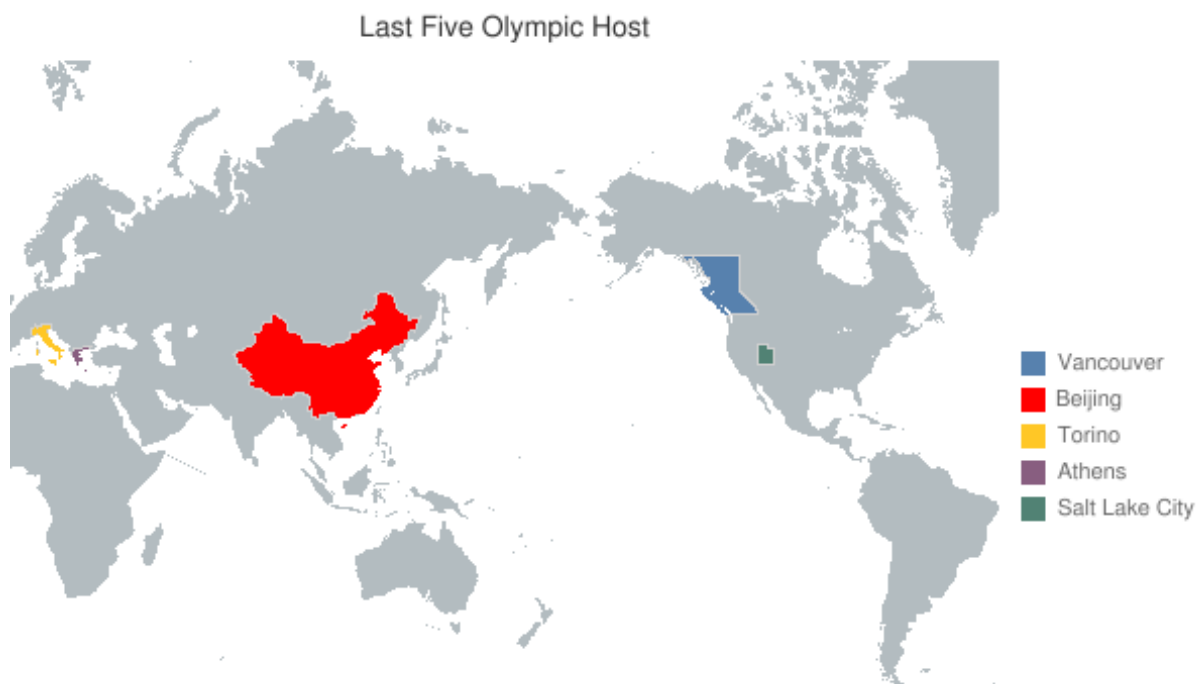 Last Five Olympic Host
Vancouver
Beijing
Torino
Athens
Salt Lake City